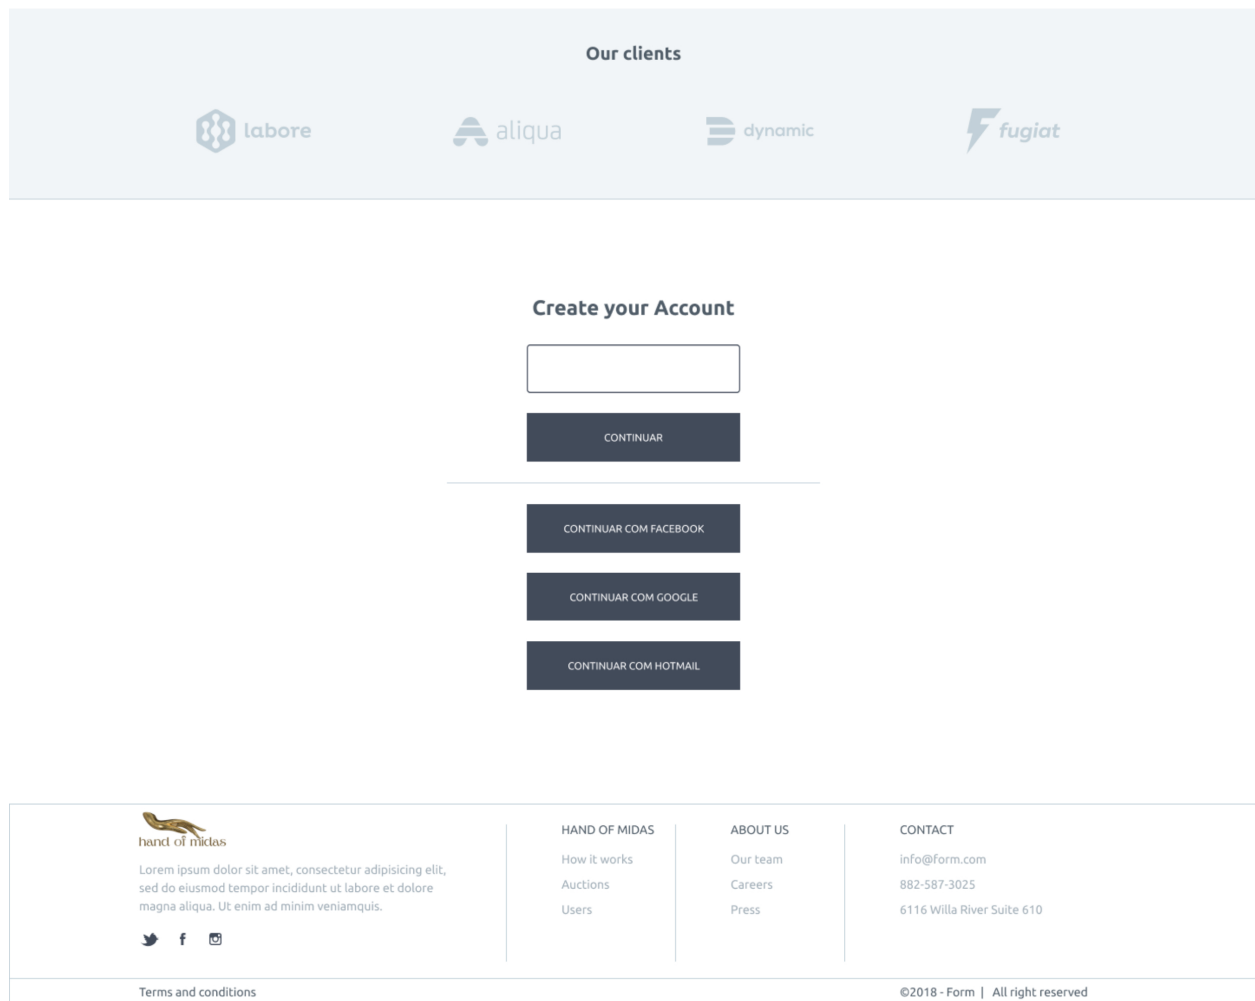 Our clients
labore
aliqua
dynamic
fugiat
Create your Account
CONTINUAR
CONTINUAR COM FACEBOOK
CONTINUAR COM GOOGLE
CONTINUAR COM HOTMAIL
hand of midas
Lorem ipsum dolor sit amet, consectetur adipisicing elit,
sed do eiusmod tempor incididunt ut labore et dolore
magna aliqua. Ut enim ad minim veniamquis.
HAND OF MIDAS
How it works
Auctions
Users
ABOUT US
Our team
Careers
Press
CONTACT
info@form.com
882-587-3025
6116 Willa River Suite 610
Terms and conditions
©2018 - Form | All right reserved